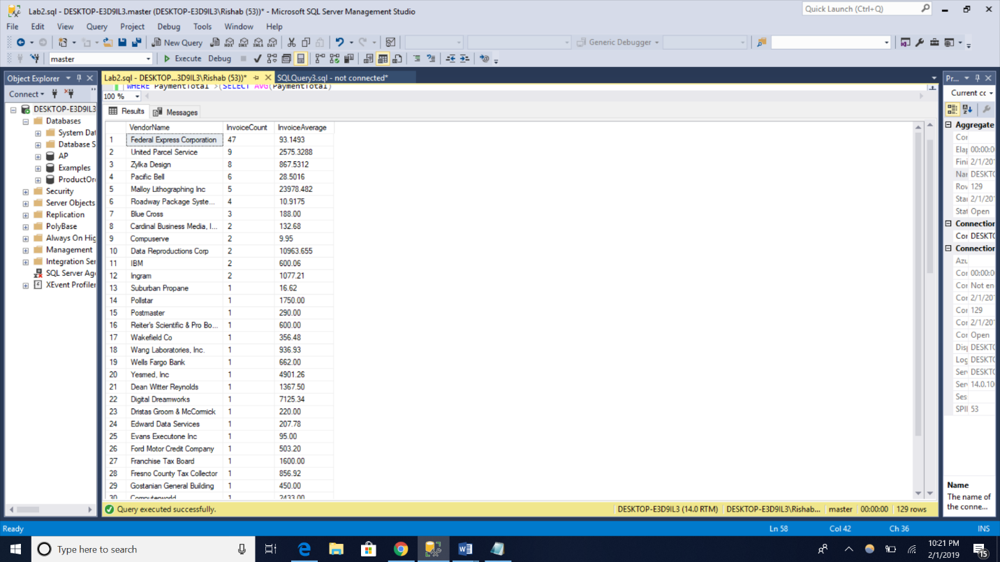 Lab2.sql - DESKTOP-E3D9IL3.master (DESKTOP-E3D9IL3\Rishab (53))* - Microsoft SQL Server Management Studio
Quick Launch (Ctrl+Q)
File Edit View Query Project Debug Tools Window Help
New Query
Generic Debugger
master
Execute Debug
Object Explorer
Lab2.sql - DESKTOP...3D9IL3\Rishab (53))*
SQLQuery3.sql - not connected*
Connect
DESKTOP-E3D9IL3
Databases
System Dat
Database S
AP
Examples
ProductOr
Security
Server Objects
Replication
PolyBase
Always On Hig
Management
Integration Ser
SQL Server Age
XEvent Profiler
WHERE PaymentTotal >(SELECT AVG(PaymentTotal)
100 %
Results Messages
VendorName InvoiceCount InvoiceAverage
1 Federal Express Corporation 47 93.1493
2 United Parcel Service 9 2575.3288
3 Zylka Design 8 867.5312
4 Pacific Bell 6 28.5016
5 Malloy Lithographing Inc 5 23978.482
6 Roadway Package Syste... 4 10.9175
7 Blue Cross 3 188.00
8 Cardinal Business Media, I... 2 132.68
9 Compuserve 2 9.95
10 Data Reproductions Corp 2 10963.655
11 IBM 2 600.06
12 Ingram 2 1077.21
13 Suburban Propane 1 16.62
14 Pollstar 1 1750.00
15 Postmaster 1 290.00
16 Reiter's Scientific & Pro Bo... 1 600.00
17 Wakefield Co 1 356.48
18 Wang Laboratories, Inc. 1 936.93
19 Wells Fargo Bank 1 662.00
20 Yesmed, Inc 1 4901.26
21 Dean Witter Reynolds 1 1367.50
22 Digital Dreamworks 1 7125.34
23 Dristas Groom & McCormick 1 220.00
24 Edward Data Services 1 207.78
25 Evans Executone Inc 1 95.00
26 Ford Motor Credit Company 1 503.20
27 Franchise Tax Board 1 1600.00
28 Fresno County Tax Collector 1 856.92
29 Gostanian General Building 1 450.00
30 Computerworld 1 2433.00
Query executed successfully.
DESKTOP-E3D9IL3 (14.0 RTM) DESKTOP-E3D9IL3\Rishab... master 00:00:00 129 rows
Pr...
Current cc
Aggregate
Cor
Elap 00:00:0
Fini 2/1/20
Nar DESKTO
Rov 129
Star 2/1/20
Stat Open
Connection
Cor DESKTO
Connection
Azu
Cor 00:00:0
Cor Not en
Cor 2/1/20
Cor 129
Cor 2/1/20
Cor Open
Disp DESKTO
Log DESKTO
Ser DESKTO
Ser 14.0.10
Ses
SPII 53
Name
The name of
the conne...
Ready
Ln 58 Col 42 Ch 36 INS
Type here to search
10:21 PM
2/1/2019
15